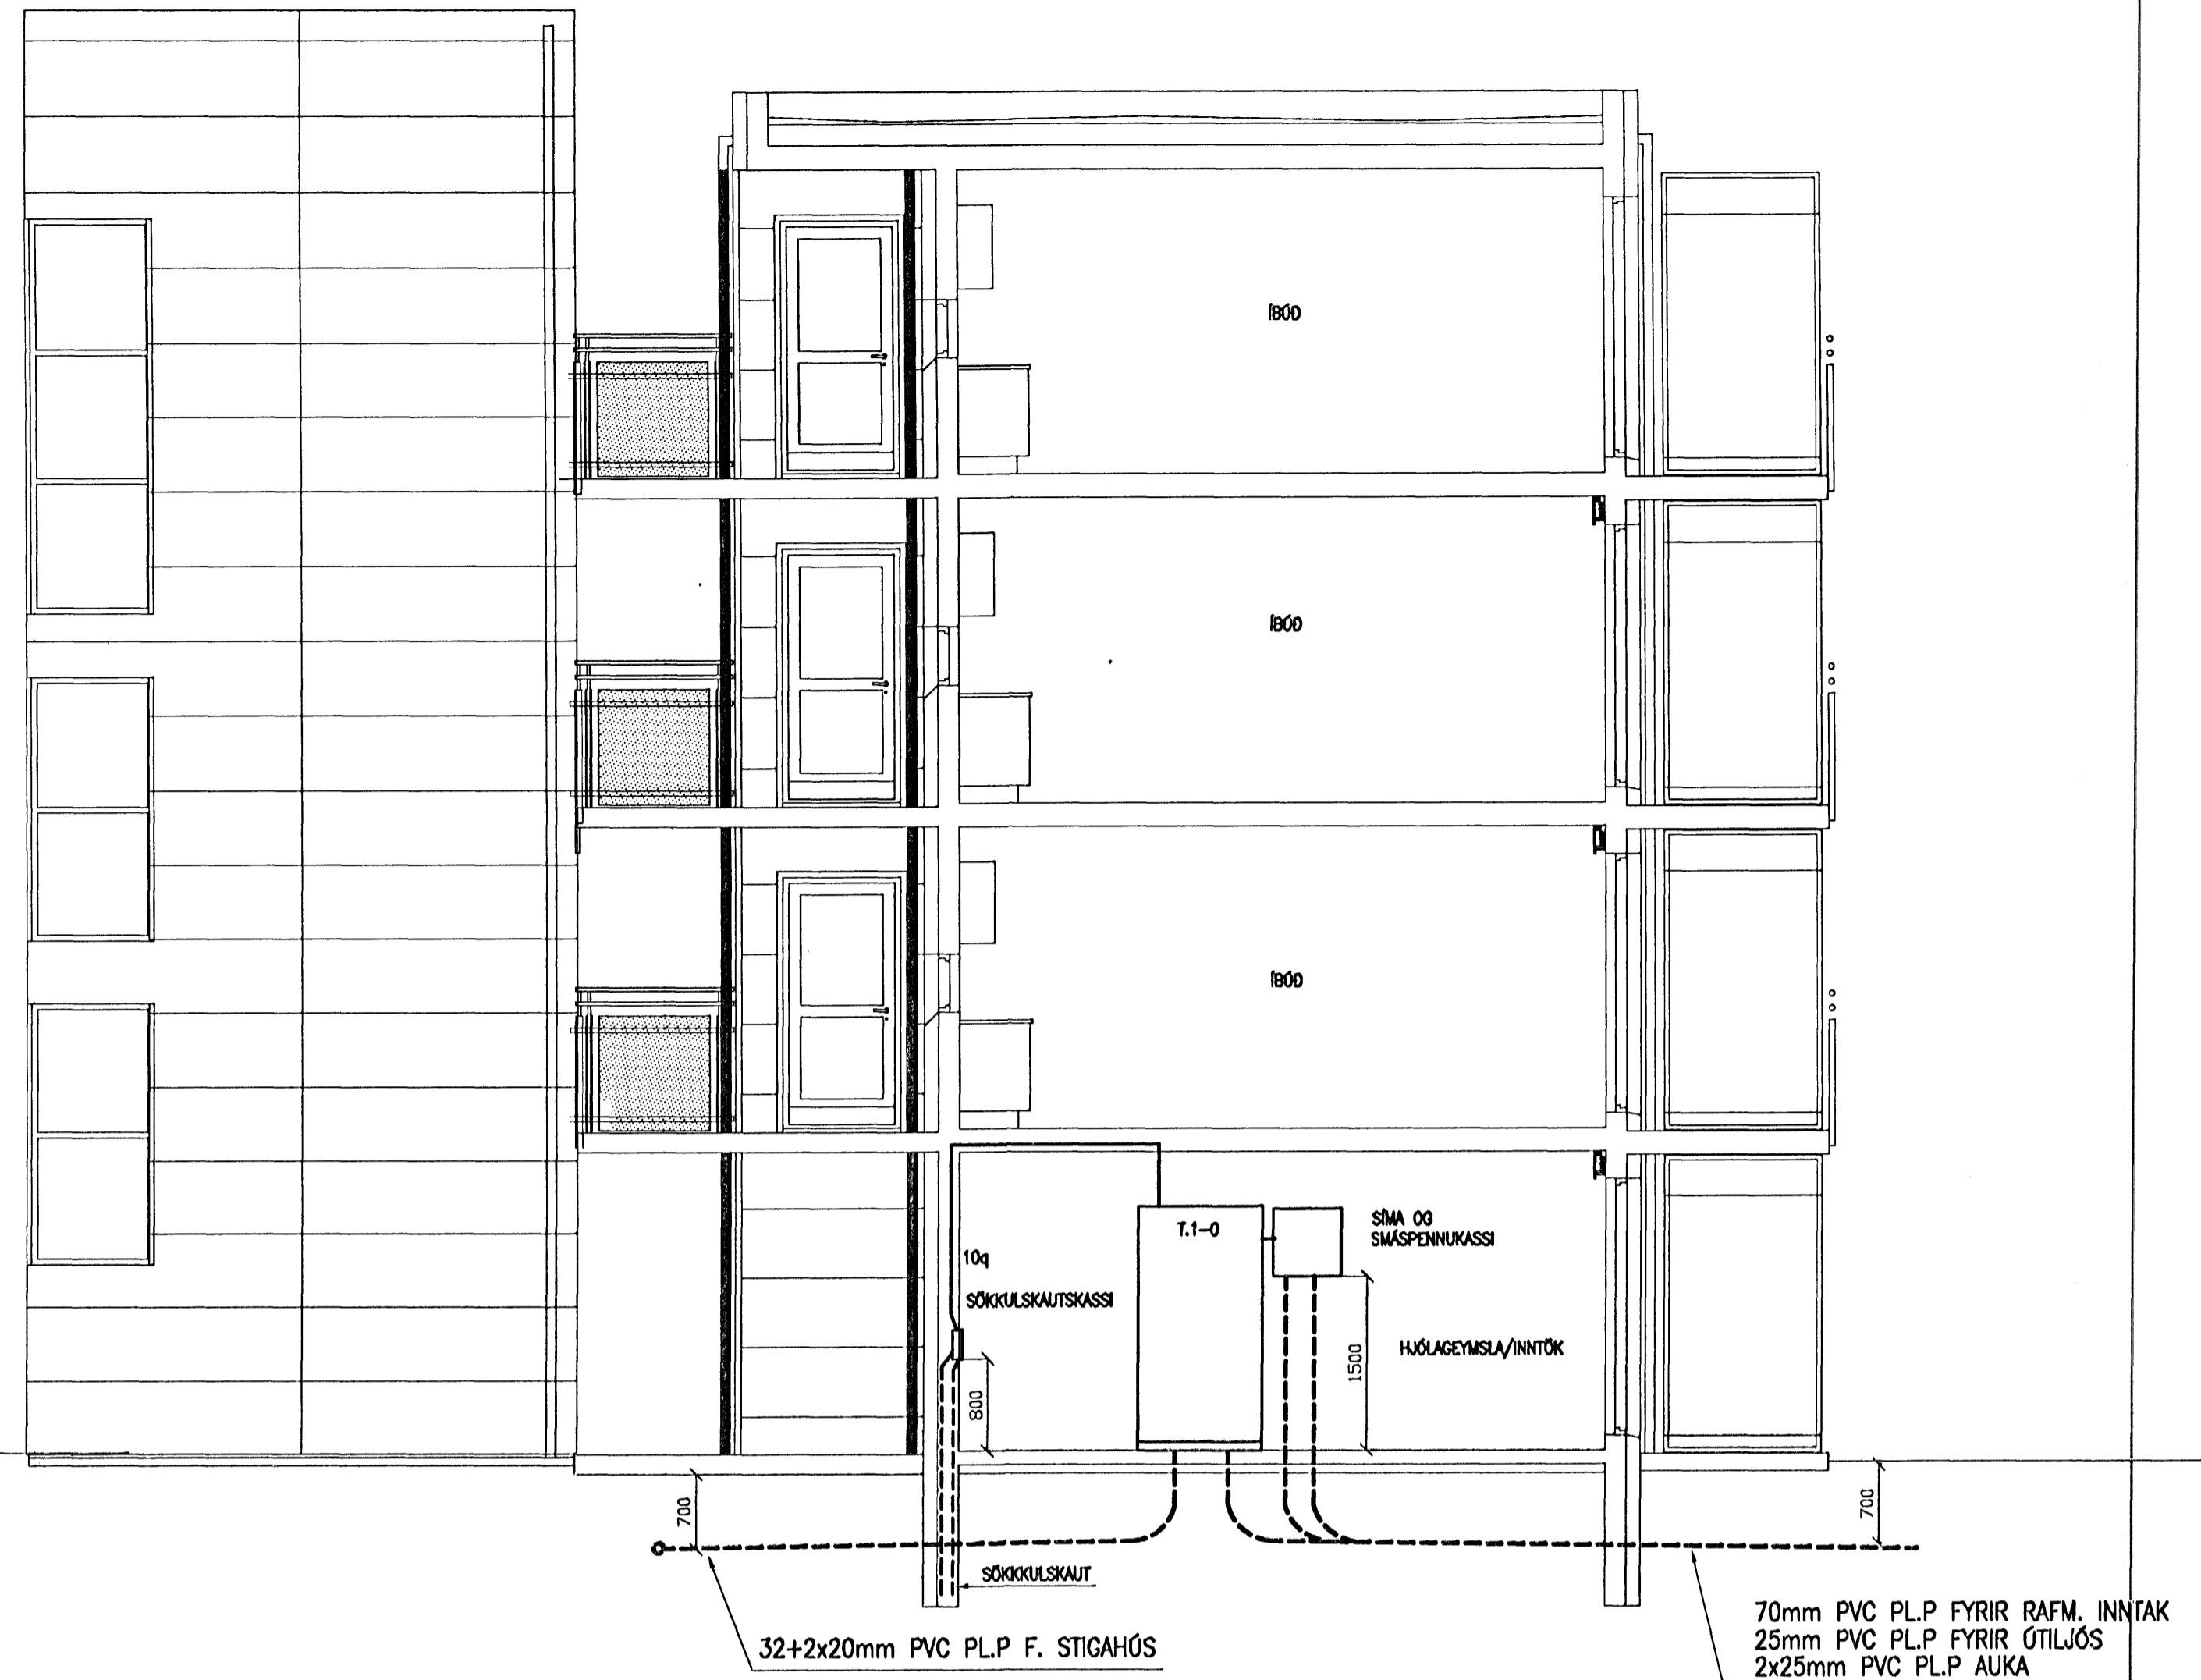 ÍBÚÐ
ÍBÚÐ
ÍBÚÐ
T.1-0
SÍMA OG
SMÁSPENNUKASSI
10q
SÖKKULSKAUTSKASSI
HJÓLAGEYMSLA/INNTÖK
1500
800
700
700
SÖKKKULSKAUT
32+2x20mm PVC PL.P F. STIGAHÚS
70mm PVC PL.P FYRIR RAFM. INNTAK
25mm PVC PL.P FYRIR ÚTILJÓS
2x25mm PVC PL.P AUKA